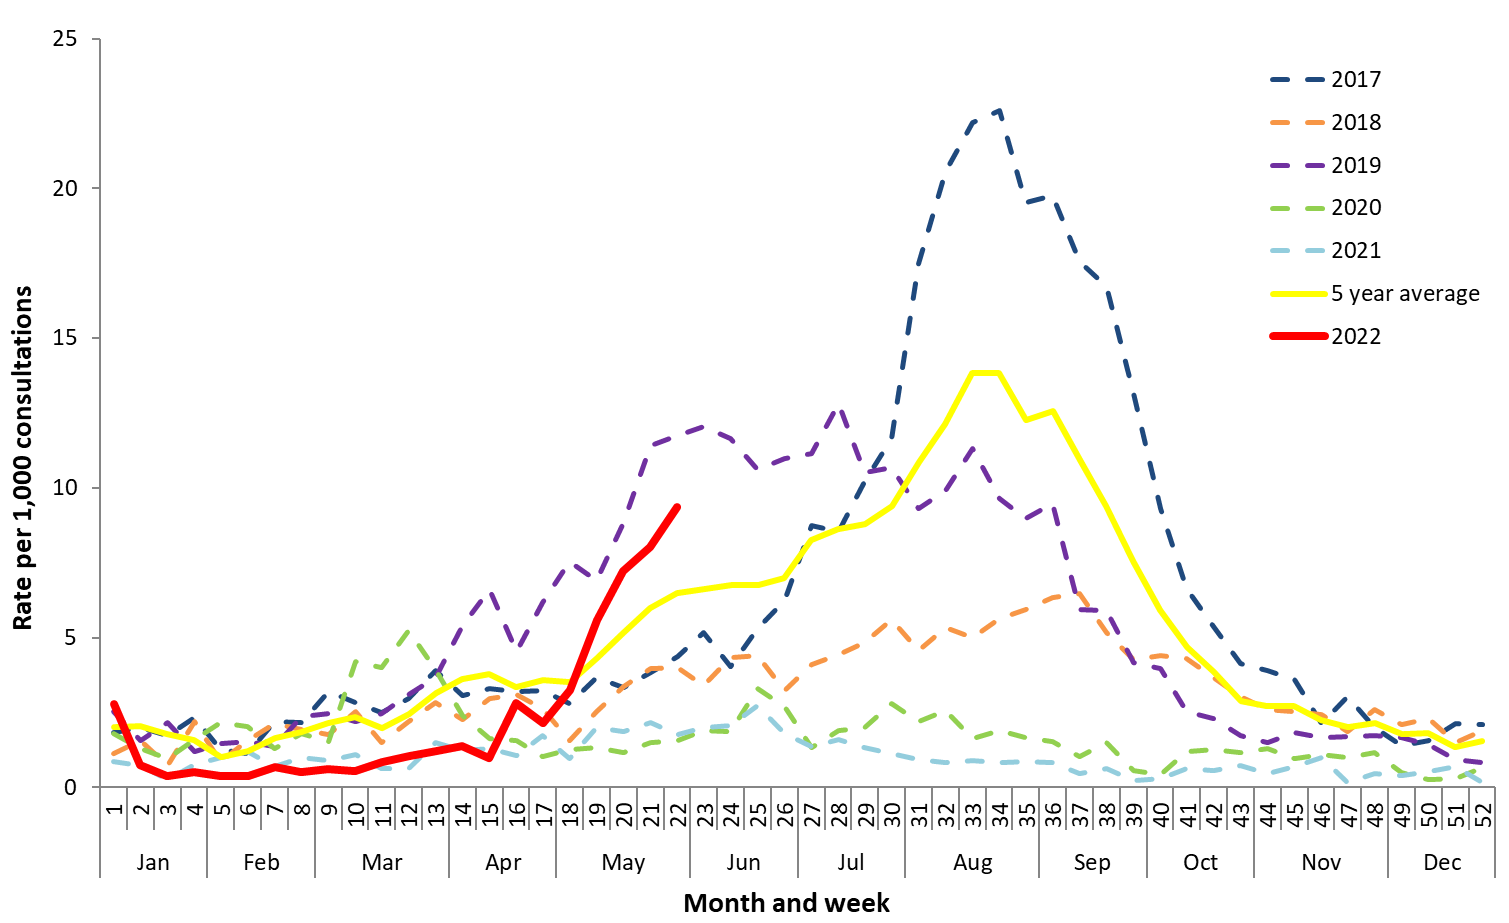 25
20
15
10
5
0
Rate per 1,000 consultations
2017
2018
2019
2020
2021
5 year average
2022
1 2 3 4 5 6 7 8 9 10 11 12 13 14 15 16 17 18 19 20 21 22 23 24 25 26 27 28 29 30 31 32 33 34 35 36 37 38 39 40 41 42 43 44 45 46 47 48 49 50 51 52
Jan Feb Mar Apr May Jun Jul Aug Sep Oct Nov Dec
Month and week